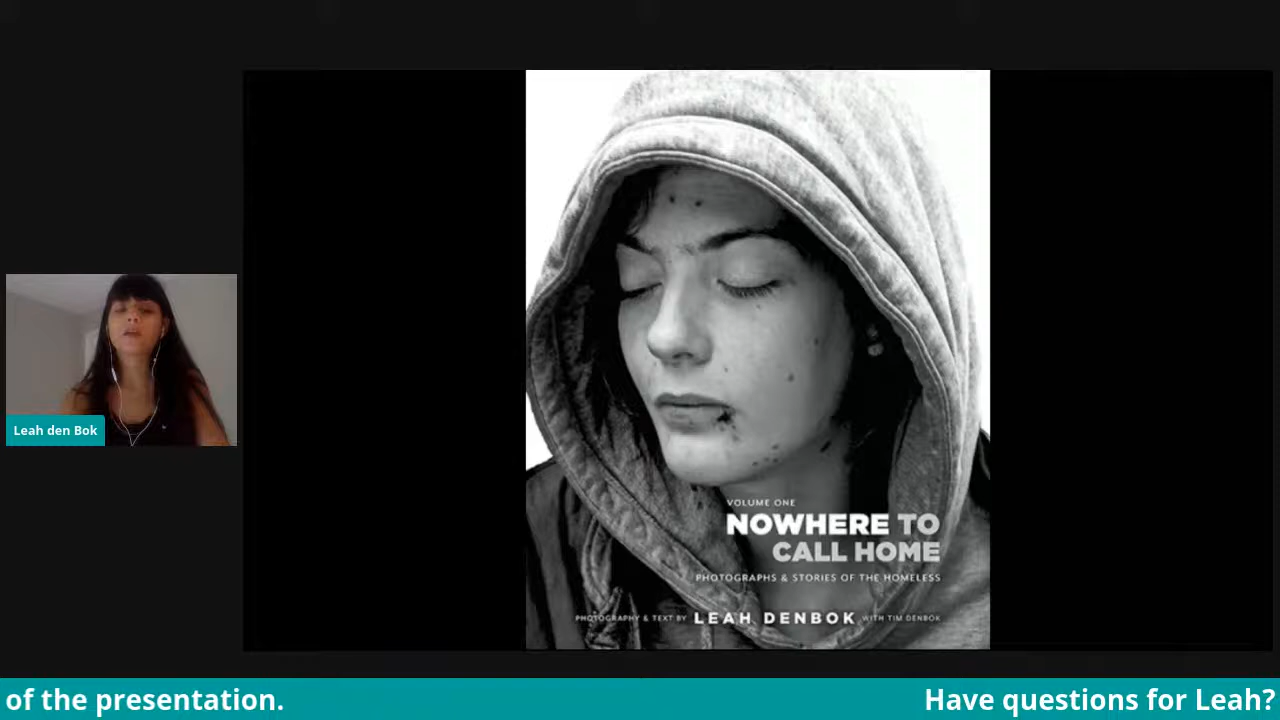 Leah den Bok
VOLUME ONE
NOWHERE TO
CALL HOME
PHOTOGRAPHS & STORIES OF THE HOMELESS
PHOTOGRAPHY & TEXT BY LEAH DENBOK WITH TIM DENBOK
of the presentation. Have questions for Leah?